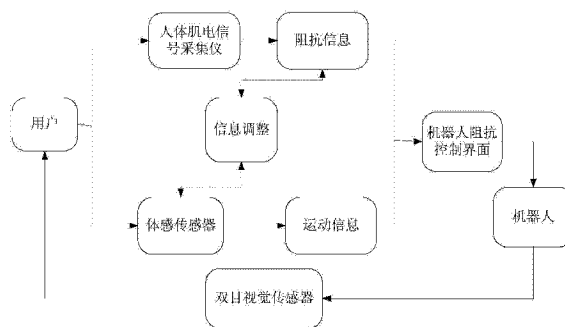 人体肌电信
号采集仪
阻抗信息
用户
信息调整
机器人阻抗
控制界面
体感传感器
运动信息
机器人
双目视觉传感器